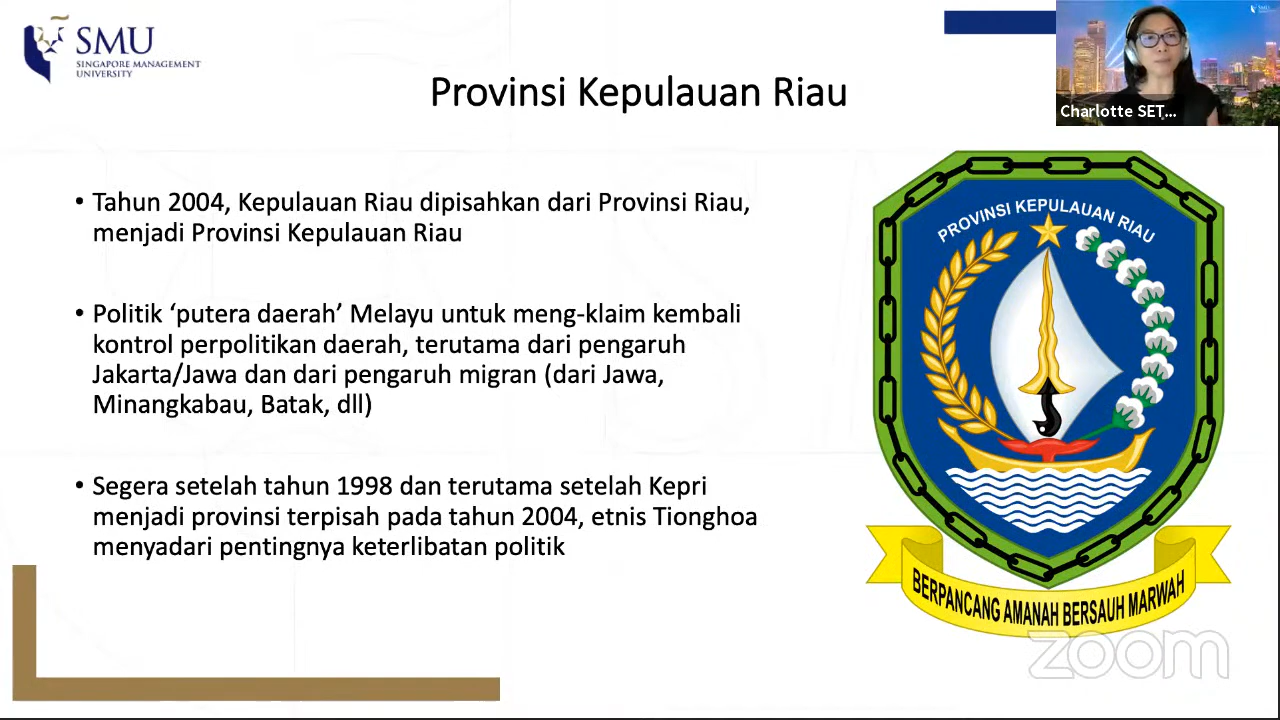 SMU
SINGAPORE MANAGEMENT
UNIVERSITY
Provinsi Kepulauan Riau
Charlotte SET...
• Tahun 2004, Kepulauan Riau dipisahkan dari Provinsi Riau,
menjadi Provinsi Kepulauan Riau
• Politik ‘putera daerah’ Melayu untuk meng-klaim kembali
kontrol perpolitikan daerah, terutama dari pengaruh
Jakarta/Jawa dan dari pengaruh migran (dari Jawa,
Minangkabau, Batak, dll)
• Segera setelah tahun 1998 dan terutama setelah Kepri
menjadi provinsi terpisah pada tahun 2004, etnis Tionghoa
menyadari pentingnya keterlibatan politik
PROVINSI KEPULAUAN RIAU
BERPANCANG AMANAH BERSAUH MARWAH
zoom